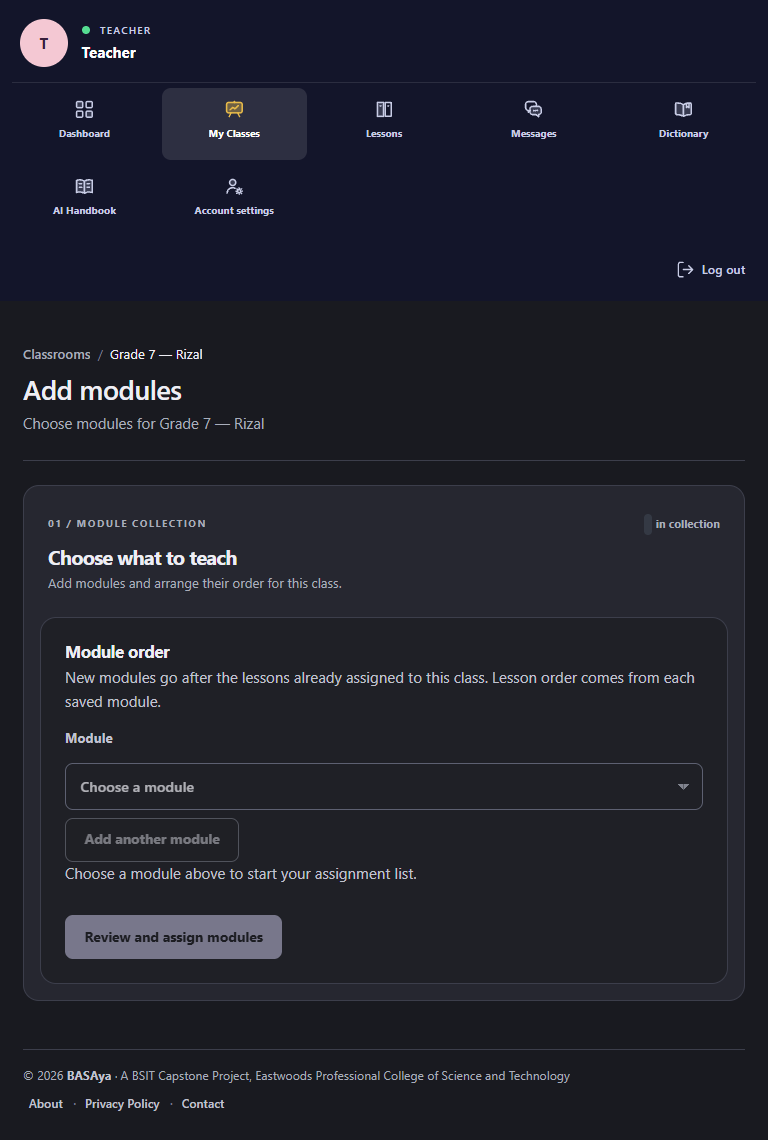 T
TEACHER
Teacher
Dashboard
My Classes
Lessons
Messages
Dictionary
AI Handbook
Account settings
Log out
Classrooms / Grade 7 — Rizal
Add modules
Choose modules for Grade 7 — Rizal
01 / MODULE COLLECTION
in collection
Choose what to teach
Add modules and arrange their order for this class.
Module order
New modules go after the lessons already assigned to this class. Lesson order comes from each
saved module.
Module
Choose a module
Add another module
Choose a module above to start your assignment list.
Review and assign modules
© 2026 BASAya · A BSIT Capstone Project, Eastwoods Professional College of Science and Technology
About · Privacy Policy · Contact